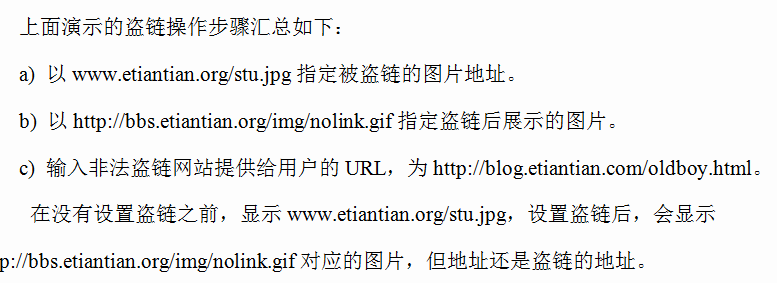 上面演示的盗链操作步骤汇总如下：
a) 以 www.etiantian.org/stu.jpg 指定被盗链的图片地址。
b) 以 http://bbs.etiantian.org/img/nolink.gif 指定盗链后展示的图片。
c) 输入非法盗链网站提供给用户的 URL，为 http://blog.etiantian.com/oldboy.html。
在没有设置盗链之前，显示 www.etiantian.org/stu.jpg，设置盗链后，会显示
p://bbs.etiantian.org/img/nolink.gif 对应的图片，但地址还是盗链的地址。